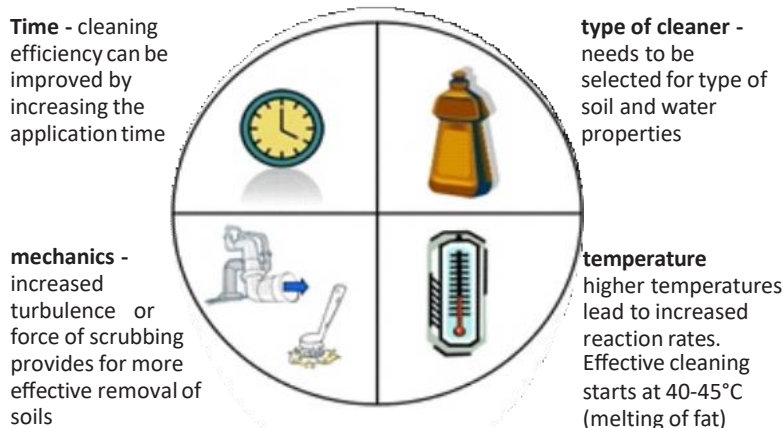 Time - cleaning
efficiency can be
improved by
increasing the
application time
type of cleaner -
needs to be
selected for type of
soil and water
properties
mechanics -
increased
turbulence or
force of scrubbing
provides for more
effective removal of
soils
temperature
higher temperatures
lead to increased
reaction rates.
Effective cleaning
starts at 40-45°C
(melting of fat)